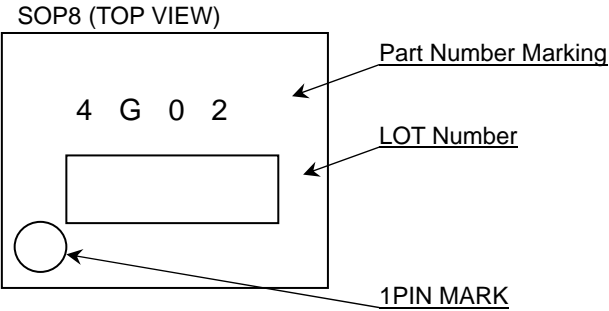 SOP8 (TOP VIEW)
Part Number Marking
4 G 0 2
LOT Number
1PIN MARK